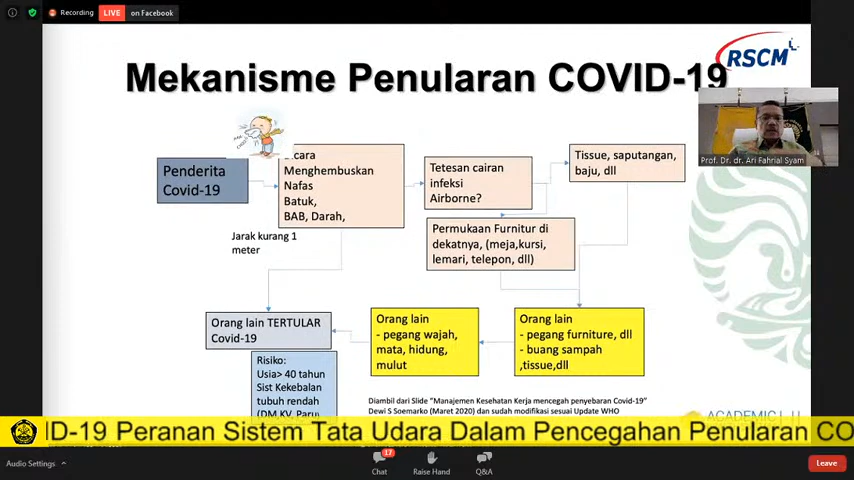 Recording
LIVE
on Facebook
RSCM
Mekanisme Penularan COVID-19
Prof. Dr. dr. Ari Fahrial Syam
Penderita
Covid-19
cara
Menghembuskan
Nafas
Batuk,
BAB, Darah,
Tetesan cairan
infeksi
Airborne?
Tissue, saputangan,
baju, dll
Permukaan Furnitur di
dekatnya, (meja,kursi,
lemari, telepon, dll)
Jarak kurang 1
meter
Orang lain TERTULAR
Covid-19
Orang lain
- pegang wajah,
mata, hidung,
mulut
Orang lain
- pegang furniture, dll
- buang sampah
,tissue,dll
Risiko:
Usia> 40 tahun
Sist Kekebalan
tubuh rendah
(DM,KV, Paru,
Diambil dari Slide "Manajemen Kesehatan Kerja mencegah penyebaran Covid-19"
Dewi S Soemarko (Maret 2020) dan sudah modifikasi sesuai Update WHO
ACADEMIC
ID-19 Peranan Sistem Tata Udara Dalam Pencegahan Penularan CO
Audio Settings
17
Chat
Raise Hand
Q&A
Leave